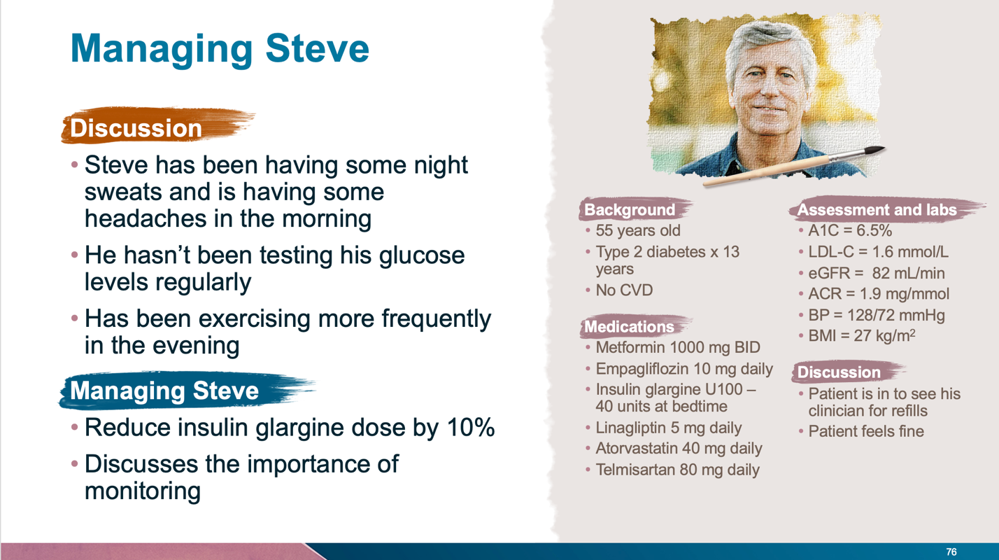 Managing Steve
Discussion
• Steve has been having some night
sweats and is having some
headaches in the morning
• He hasn’t been testing his glucose
levels regularly
• Has been exercising more frequently
in the evening
Managing Steve
• Reduce insulin glargine dose by 10%
• Discusses the importance of
monitoring
Background
• 55 years old
• Type 2 diabetes x 13
years
• No CVD
Medications
• Metformin 1000 mg BID
• Empagliflozin 10 mg daily
• Insulin glargine U100 –
40 units at bedtime
• Linagliptin 5 mg daily
• Atorvastatin 40 mg daily
• Telmisartan 80 mg daily
Assessment and labs
• A1C = 6.5%
• LDL-C = 1.6 mmol/L
• eGFR =  82 mL/min
• ACR = 1.9 mg/mmol
• BP = 128/72 mmHg
• BMI = 27 kg/m²
Discussion
• Patient is in to see his
clinician for refills
• Patient feels fine
76